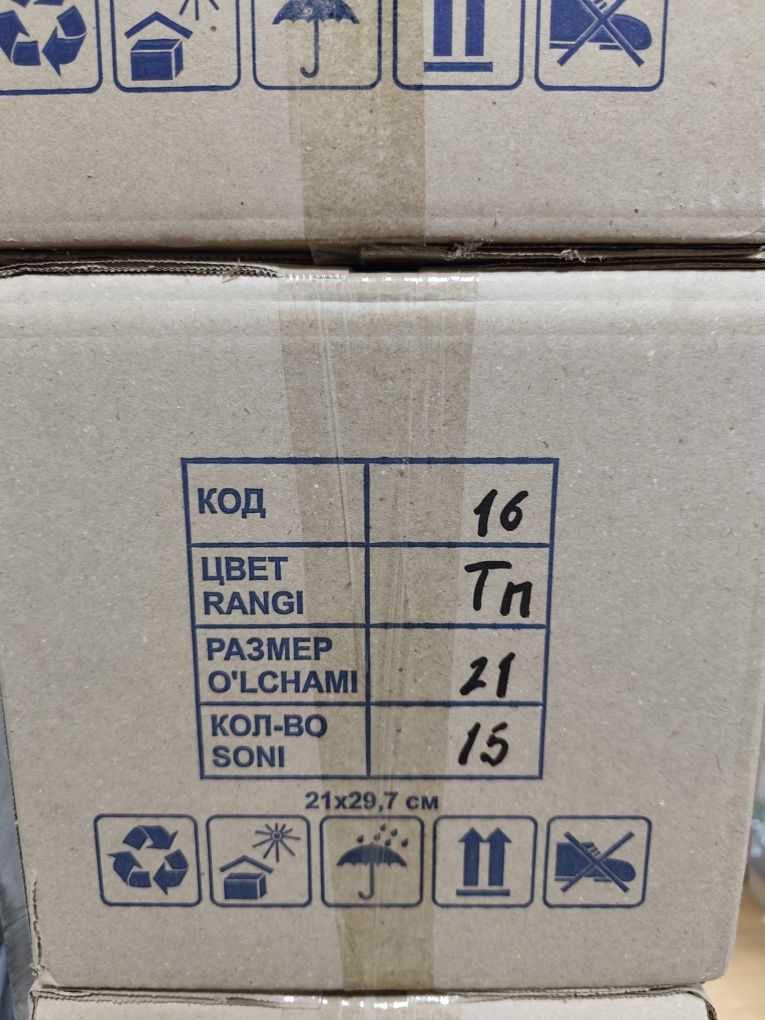 КОД 16
ЦВЕТ
RANGI Тп
РАЗМЕР
O'LCHAMI 21
КОЛ-ВО
SONI 15
21x29,7 см